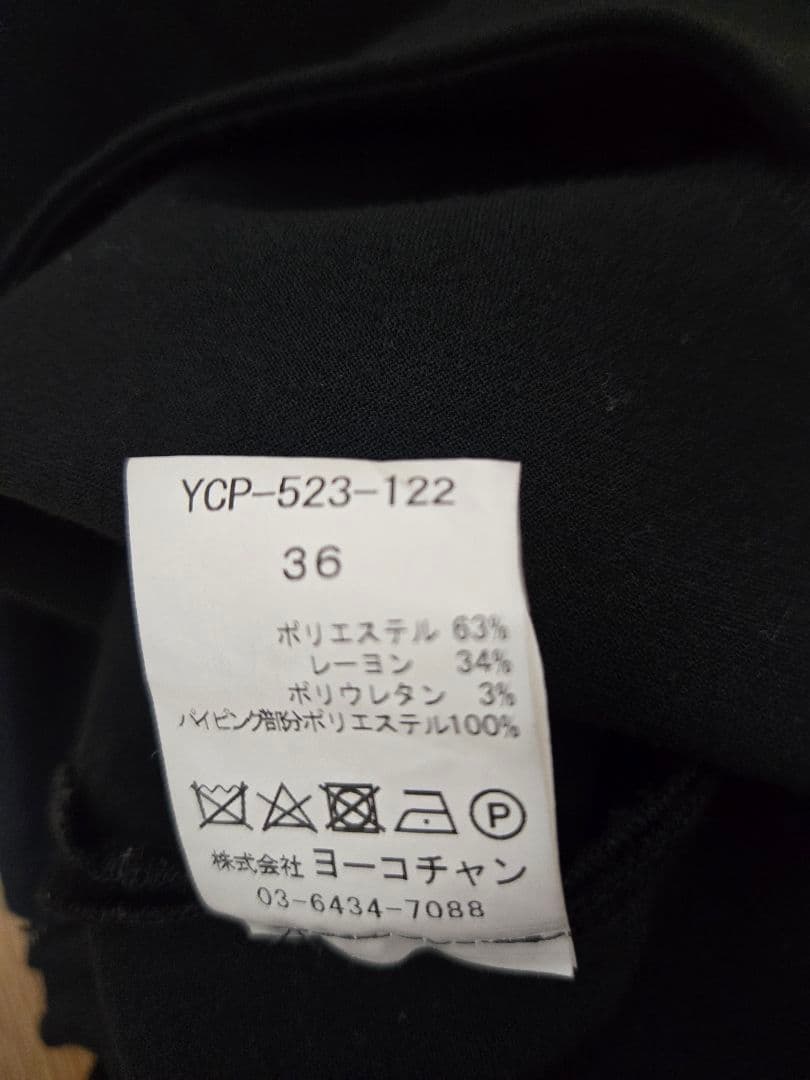 YCP-523-122
36
ポリエステル 63%
レーヨン 34%
ポリウレタン 3%
パイピング部分ポリエステル100%
P
株式会社 ヨーコチャン
03-6434-7088